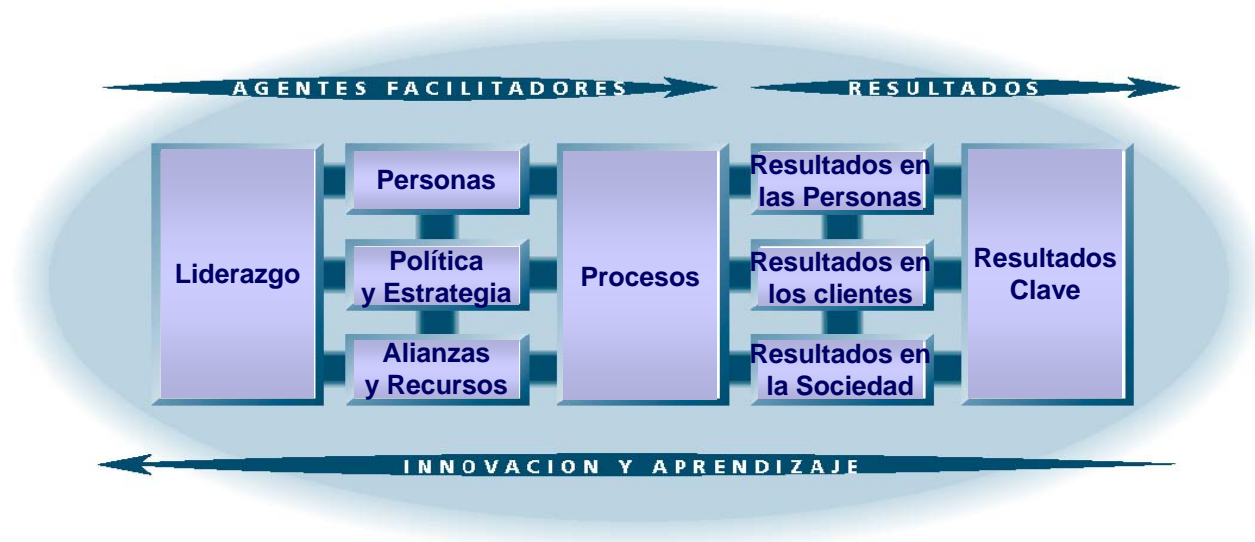 AGENTES FACILITADORES
RESULTADOS
Liderazgo
Personas
Política
y Estrategia
Alianzas
y Recursos
Procesos
Resultados en
las Personas
Resultados en
los clientes
Resultados en
la Sociedad
Resultados
Clave
INNOVACION Y APRENDIZAJE